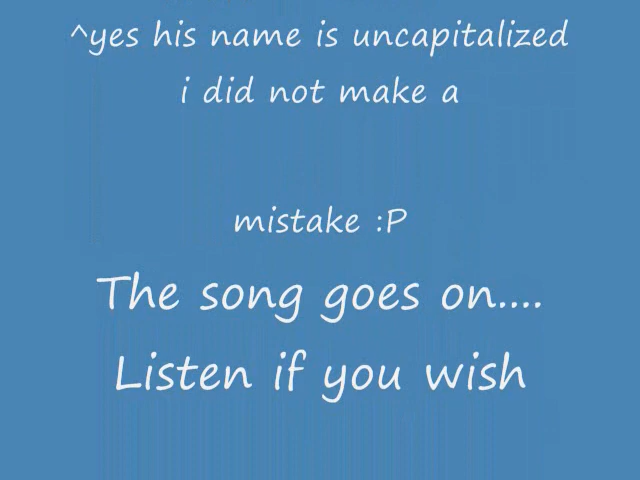 ^yes his name is uncapitalized
i did not make a
mistake :P
The song goes on....
Listen if you wish